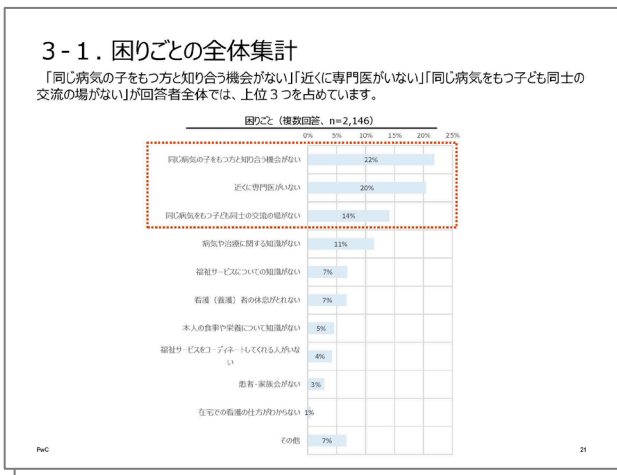 3-1．困りごとの全体集計
「同じ病気の子をもつ方と知り合う機会がない」「近くに専門医がいない」「同じ病気をもつ子ども同士の
交流の場がない」が回答者全体では、上位３つを占めています。
困りごと（複数回答、n=2,146）
0% 5% 10% 15% 20% 25%
同じ病気の子をもつ方と知り合う機会がない 22%
近くに専門医がいない 20%
同じ病気をもつ子ども同士の交流の場がない 14%
病気や治療に関する知識がない 11%
福祉サービスについての知識がない 7%
看護（養護）者の休息がとれない 7%
本人の食事や栄養について知識がない 5%
福祉サービスをコーディネートしてくれる人がいな
い 4%
患者・家族会がない 3%
在宅での看護の仕方がわからない 1%
その他 7%
PwC 21